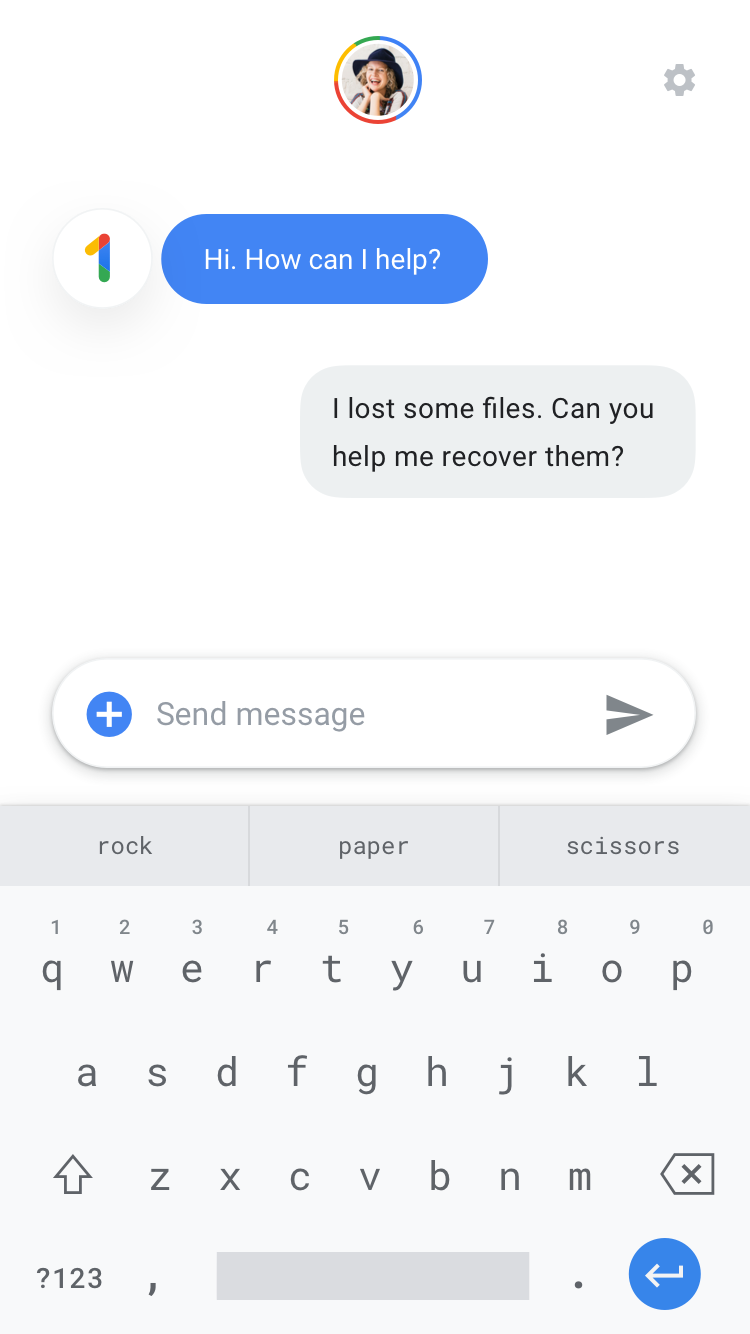 Hi. How can I help?
I lost some files. Can you
help me recover them?
Send message
rock paper scissors
1 2 3 4 5 6 7 8 9 0
q w e r t y u i o p
a s d f g h j k l
z x c v b n m
?123 , .